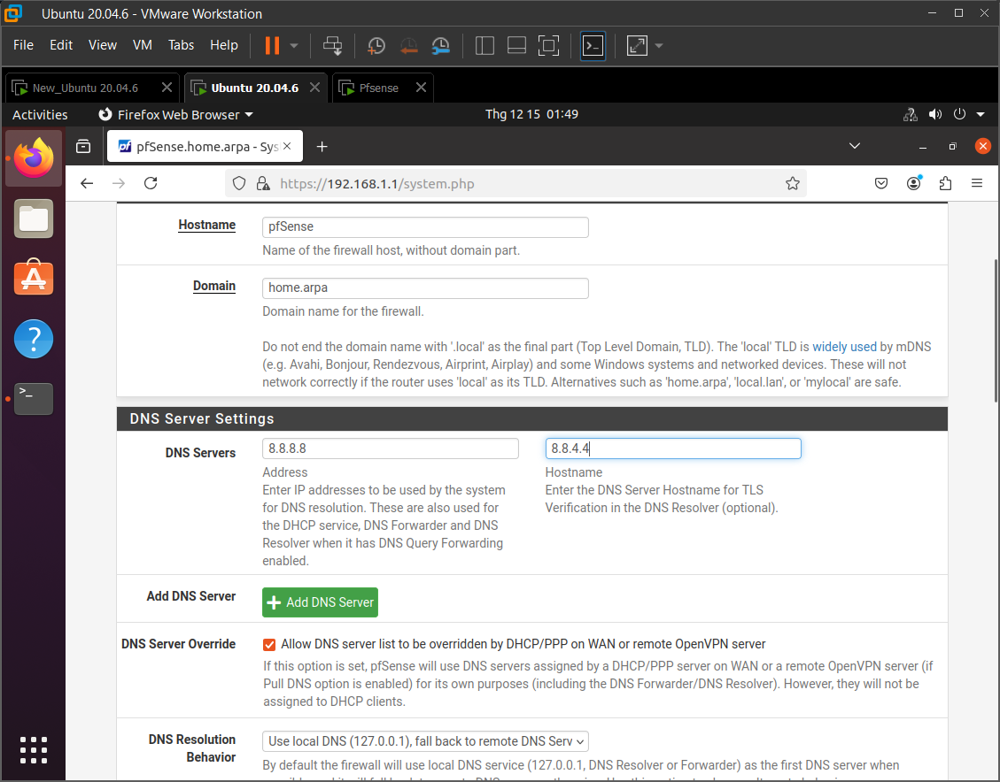 Ubuntu 20.04.6 - VMware Workstation
File Edit View VM Tabs Help
New_Ubuntu 20.04.6 Ubuntu 20.04.6 Pfsense
Activities Firefox Web Browser Thg 12 15 01:49
pfSense.home.arpa - Sys
https://192.168.1.1/system.php
Hostname pfSense
Name of the firewall host, without domain part.
Domain home.arpa
Domain name for the firewall.
Do not end the domain name with '.local' as the final part (Top Level Domain, TLD). The 'local' TLD is widely used by mDNS
(e.g. Avahi, Bonjour, Rendezvous, Airprint, Airplay) and some Windows systems and networked devices. These will not
network correctly if the router uses 'local' as its TLD. Alternatives such as 'home.arpa', 'local.lan', or 'mylocal' are safe.
DNS Server Settings
DNS Servers 8.8.8.8 8.8.4.4
Address Hostname
Enter IP addresses to be used by the system Enter the DNS Server Hostname for TLS
for DNS resolution. These are also used for Verification in the DNS Resolver (optional).
the DHCP service, DNS Forwarder and DNS
Resolver when it has DNS Query Forwarding
enabled.
Add DNS Server Add DNS Server
DNS Server Override Allow DNS server list to be overridden by DHCP/PPP on WAN or remote OpenVPN server
If this option is set, pfSense will use DNS servers assigned by a DHCP/PPP server on WAN or a remote OpenVPN server (if
Pull DNS option is enabled) for its own purposes (including the DNS Forwarder/DNS Resolver). However, they will not be
assigned to DHCP clients.
DNS Resolution Use local DNS (127.0.0.1), fall back to remote DNS Serv
Behavior
By default the firewall will use local DNS service (127.0.0.1, DNS Resolver or Forwarder) as the first DNS server when